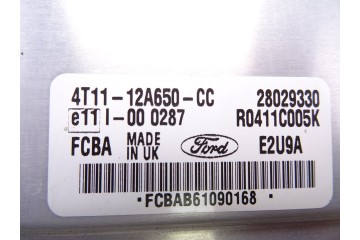 4T11-12A650-CC 28029330
e11 I-00 0287 R0411C005K
FCBA MADE IN UK Ford E2U9A
*FCBAB61090168*